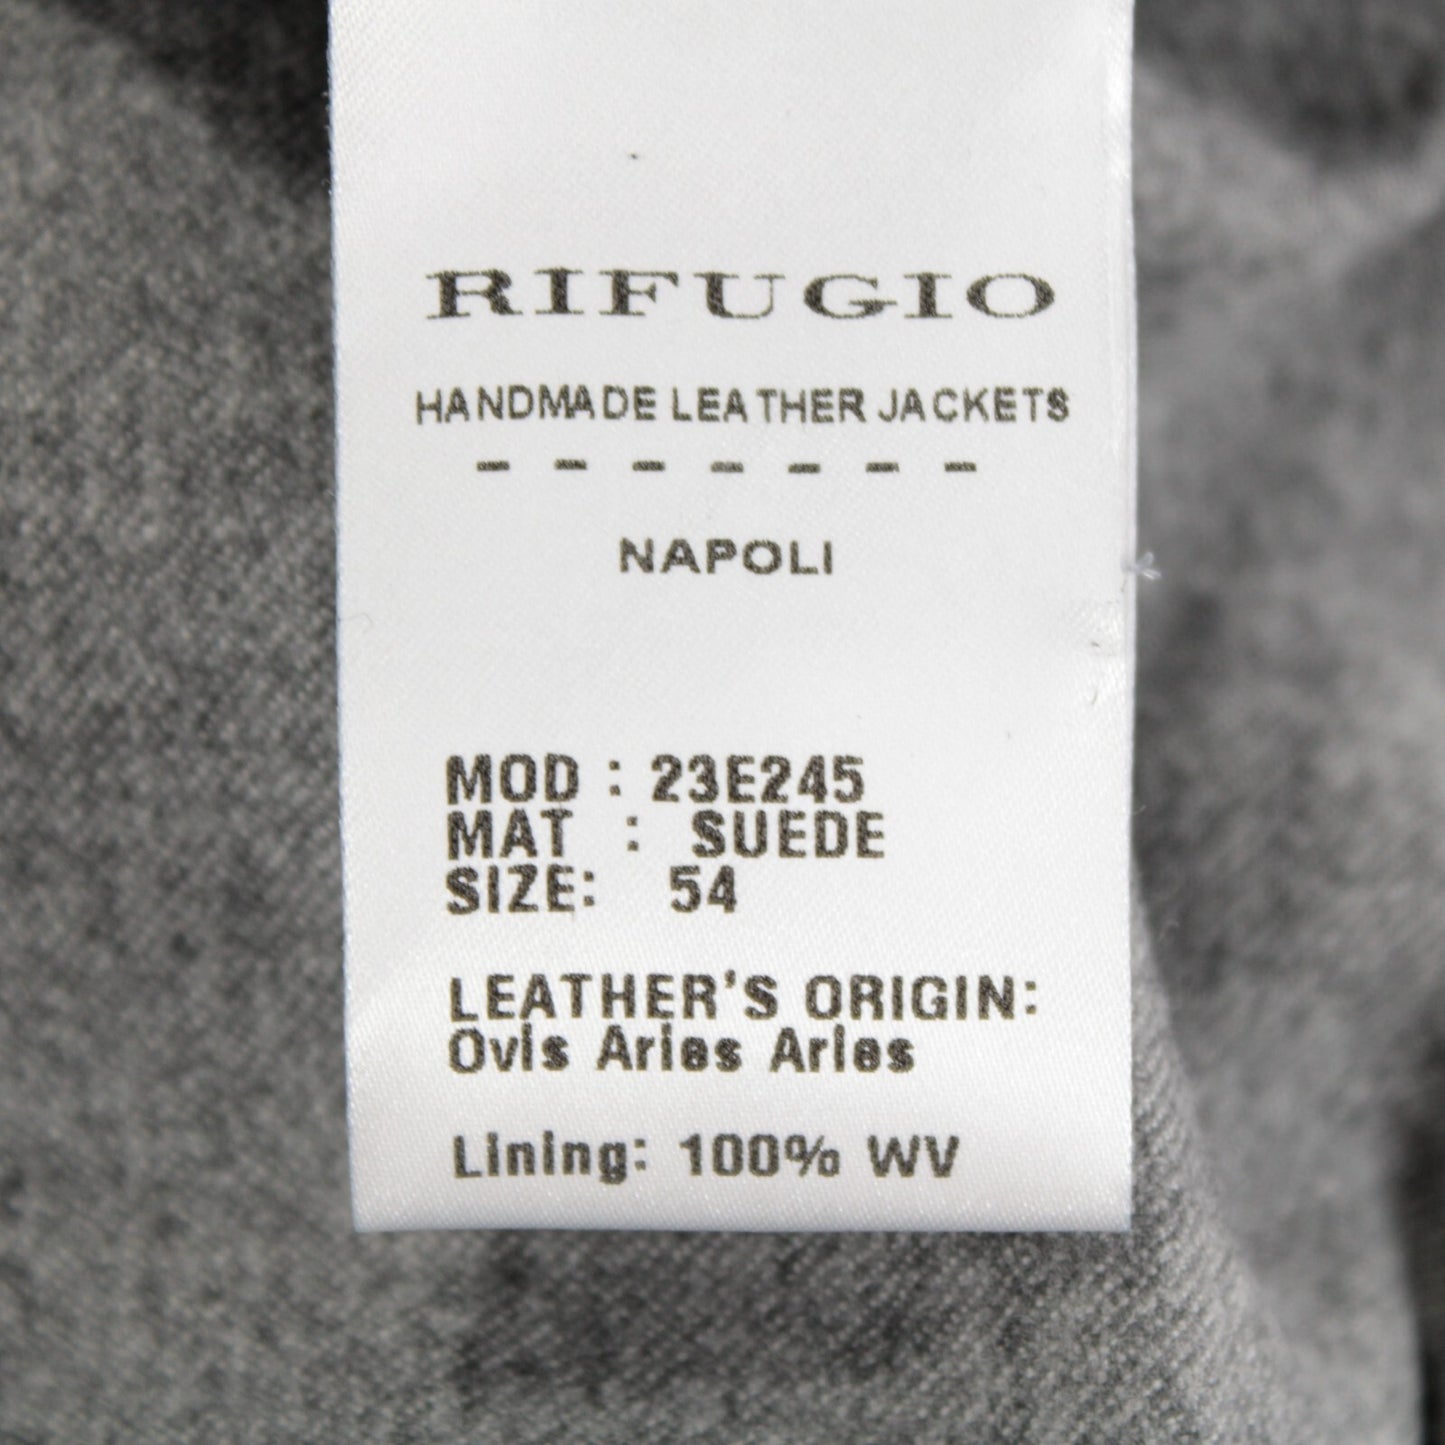 RIFUGIO
HANDMADE LEATHER JACKETS
- - - - - - -
NAPOLI
MOD : 23E245
MAT : SUEDE
SIZE: 54
LEATHER'S ORIGIN:
Ovis Aries Aries
Lining: 100% WV